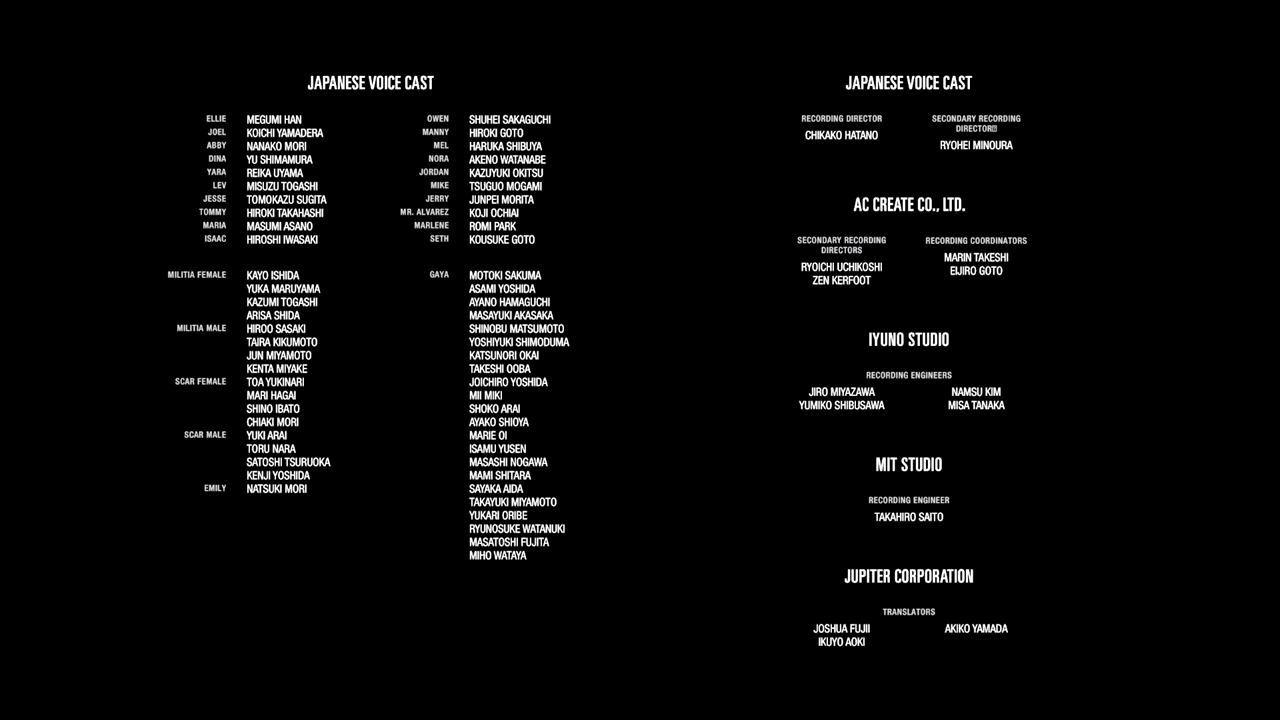 JAPANESE VOICE CAST
ELLIE MEGUMI HAN
JOEL KOICHI YAMADERA
ABBY NANAKO MORI
DINA YU SHIMAMURA
YARA REIKA UYAMA
LEV MISUZU TOGASHI
JESSE TOMOKAZU SUGITA
TOMMY HIROKI TAKAHASHI
MARIA MASUMI ASANO
ISAAC HIROSHI IWASAKI
OWEN SHUHEI SAKAGUCHI
MANNY HIROKI GOTO
MEL HARUKA SHIBUYA
NORA AKENO WATANABE
JORDAN KAZUYUKI OKITSU
MIKE TSUGUO MOGAMI
JERRY JUNPEI MORITA
MR. ALVAREZ KOJI OCHIAI
MARLENE ROMI PARK
SETH KOUSUKE GOTO
MILITIA FEMALE KAYO ISHIDA
YUKA MARUYAMA
KAZUMI TOGASHI
ARISA SHIDA
MILITIA MALE HIROO SASAKI
TAIRA KIKUMOTO
JUN MIYAMOTO
KENTA MIYAKE
SCAR FEMALE TOA YUKINARI
MARI HAGAI
SHINO IBATO
CHIAKI MORI
SCAR MALE YUKI ARAI
TORU NARA
SATOSHI TSURUOKA
KENJI YOSHIDA
EMILY NATSUKI MORI
GAYA MOTOKI SAKUMA
ASAMI YOSHIDA
AYANO HAMAGUCHI
MASAYUKI AKASAKA
SHINOBU MATSUMOTO
YOSHIYUKI SHIMODUMA
KATSUNORI OKAI
TAKESHI OOBA
JOICHIRO YOSHIDA
MII MIKI
SHOKO ARAI
AYAKO SHIOYA
MARIE OI
ISAMU YUSEN
MASASHI NOGAWA
MAMI SHITARA
SAYAKA AIDA
TAKAYUKI MIYAMOTO
YUKARI ORIBE
RYUNOSUKE WATANUKI
MASATOSHI FUJITA
MIHO WATAYA
JAPANESE VOICE CAST
RECORDING DIRECTOR
CHIKAKO HATANO
SECONDARY RECORDING
DIRECTOR
RYOHEI MINOURA
AC CREATE CO., LTD.
SECONDARY RECORDING
DIRECTORS
RYOICHI UCHIKOSHI
ZEN KERFOOT
RECORDING COORDINATORS
MARIN TAKESHI
EIJIRO GOTO
IYUNO STUDIO
RECORDING ENGINEERS
JIRO MIYAZAWA
YUMIKO SHIBUSAWA
NAMSU KIM
MISA TANAKA
MIT STUDIO
RECORDING ENGINEER
TAKAHIRO SAITO
JUPITER CORPORATION
TRANSLATORS
JOSHUA FUJII
IKUYO AOKI
AKIKO YAMADA